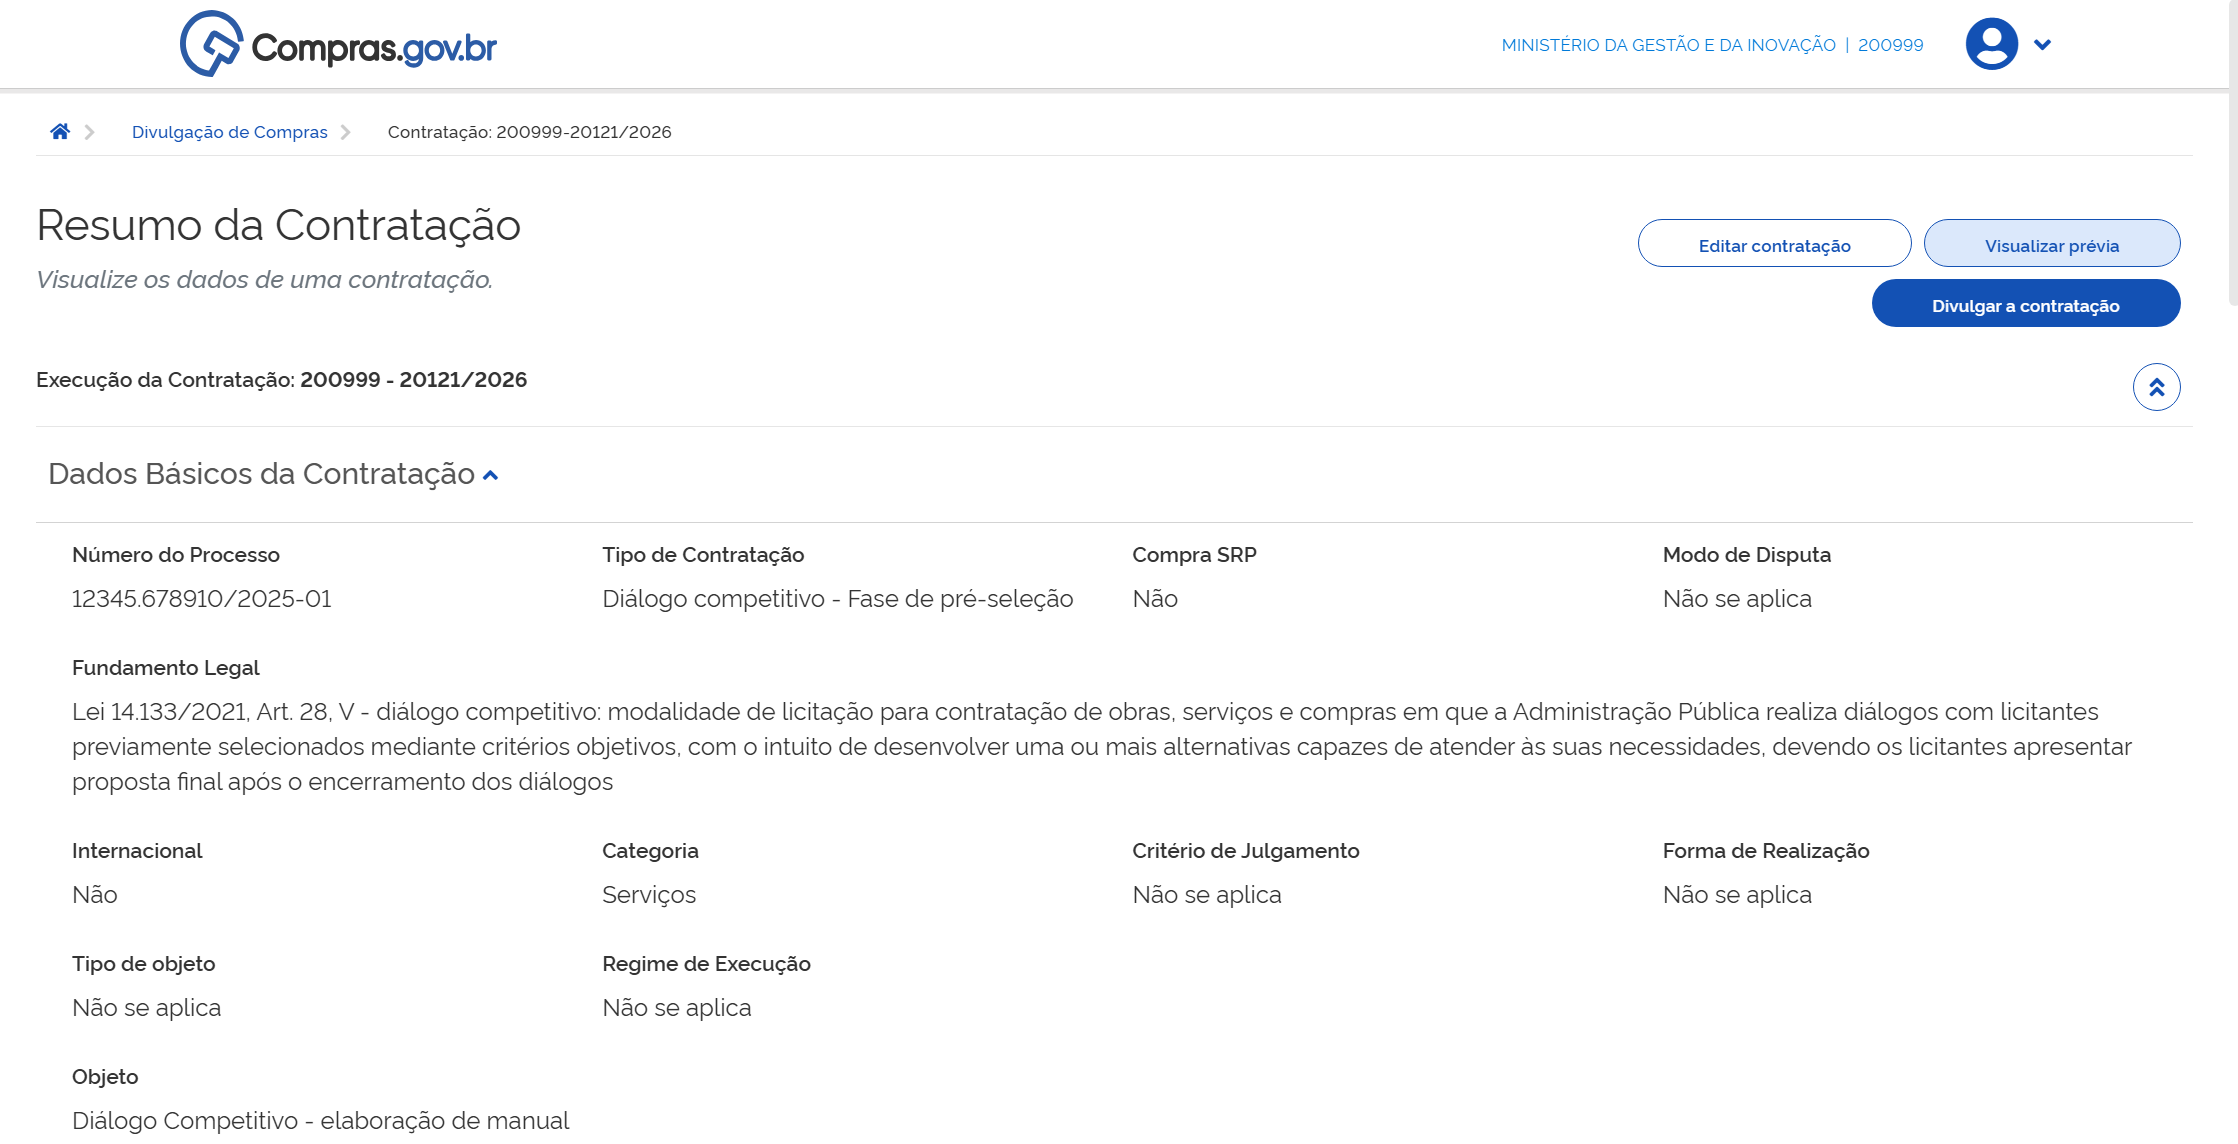 Compras.gov.br
MINISTÉRIO DA GESTÃO E DA INOVAÇÃO | 200999
Divulgação de Compras
Contratação: 200999-20121/2026
Resumo da Contratação
Visualize os dados de uma contratação.
Editar contratação
Visualizar prévia
Divulgar a contratação
Execução da Contratação: 200999 - 20121/2026
Dados Básicos da Contratação
Número do Processo
12345.678910/2025-01
Tipo de Contratação
Diálogo competitivo - Fase de pré-seleção
Compra SRP
Não
Modo de Disputa
Não se aplica
Fundamento Legal
Lei 14.133/2021, Art. 28, V - diálogo competitivo: modalidade de licitação para contratação de obras, serviços e compras em que a Administração Pública realiza diálogos com licitantes
previamente selecionados mediante critérios objetivos, com o intuito de desenvolver uma ou mais alternativas capazes de atender às suas necessidades, devendo os licitantes apresentar
proposta final após o encerramento dos diálogos
Internacional
Não
Categoria
Serviços
Critério de Julgamento
Não se aplica
Forma de Realização
Não se aplica
Tipo de objeto
Não se aplica
Regime de Execução
Não se aplica
Objeto
Diálogo Competitivo - elaboração de manual